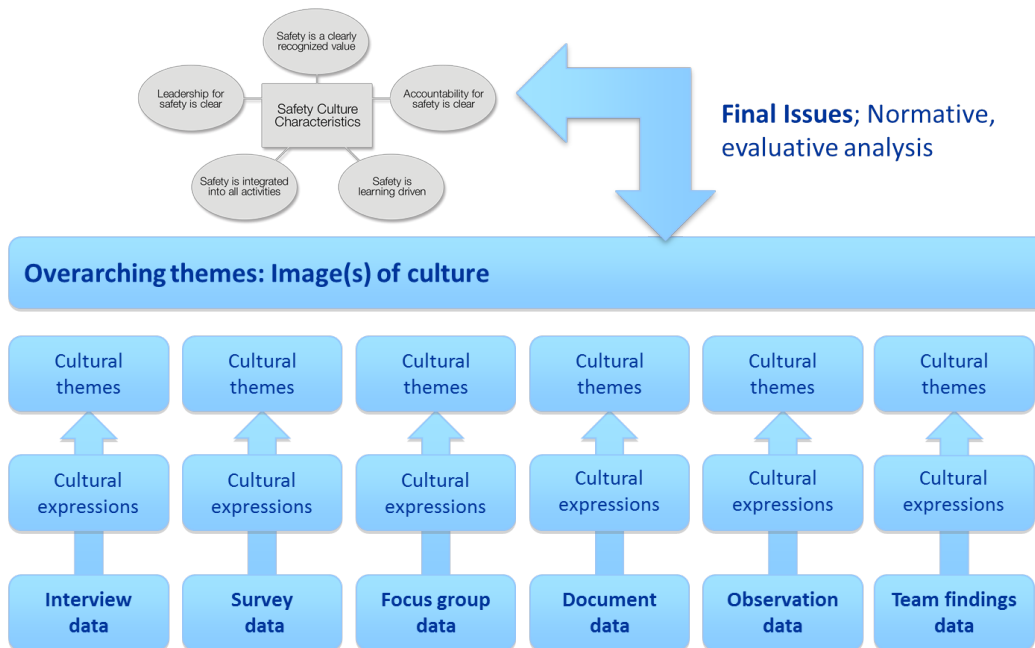 Safety is a clearly
recognized value
Leadership for
safety is clear
Safety Culture
Characteristics
Accountability for
safety is clear
Safety is integrated
into all activities
Safety is
learning driven
Final Issues; Normative,
evaluative analysis
Overarching themes: Image(s) of culture
Cultural
themes
Cultural
themes
Cultural
themes
Cultural
themes
Cultural
themes
Cultural
themes
Cultural
expressions
Cultural
expressions
Cultural
expressions
Cultural
expressions
Cultural
expressions
Cultural
expressions
Interview
data
Survey
data
Focus group
data
Document
data
Observation
data
Team findings
data